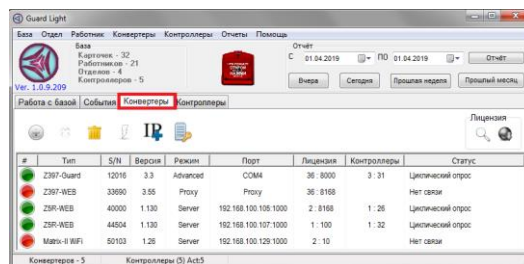 Guard Light
База Отдел Работник Конвертеры Контроллеры Отчеты Помощь
База
Карточек - 32
Работников - 21
Отделов - 4
Контроллеров - 5
Ver. 1.0.9.209
Отчёт
С 01.04.2019 ПО 01.04.2019 Отчёт
Вчера Сегодня Прошлая неделя Прошлый месяц
Работа с базой События Конвертеры Контроллеры
IP
Лицензия
# Тип S/N Версия Режим Порт Лицензия Контроллеры Статус
Z397-Guard 12016 3.3 Advanced COM4 36 : 8000 3 : 31 Циклический опрос
Z397-WEB 33690 3.55 Proxy Proxy 36 : 8168 Нет связи
Z5R-WEB 40000 1.130 Server 192.168.100.105:1000 2 : 8168 1 : 26 Циклический опрос
Z5R-WEB 44504 1.130 Server 192.168.100.107:1000 1 : 100 1 : 32 Циклический опрос
Matrix-II WiFi 50103 1.26 Server 192.168.100.129:1000 2 : 10 Нет связи
Конвертеров - 5 Контроллеры (5) Act:5